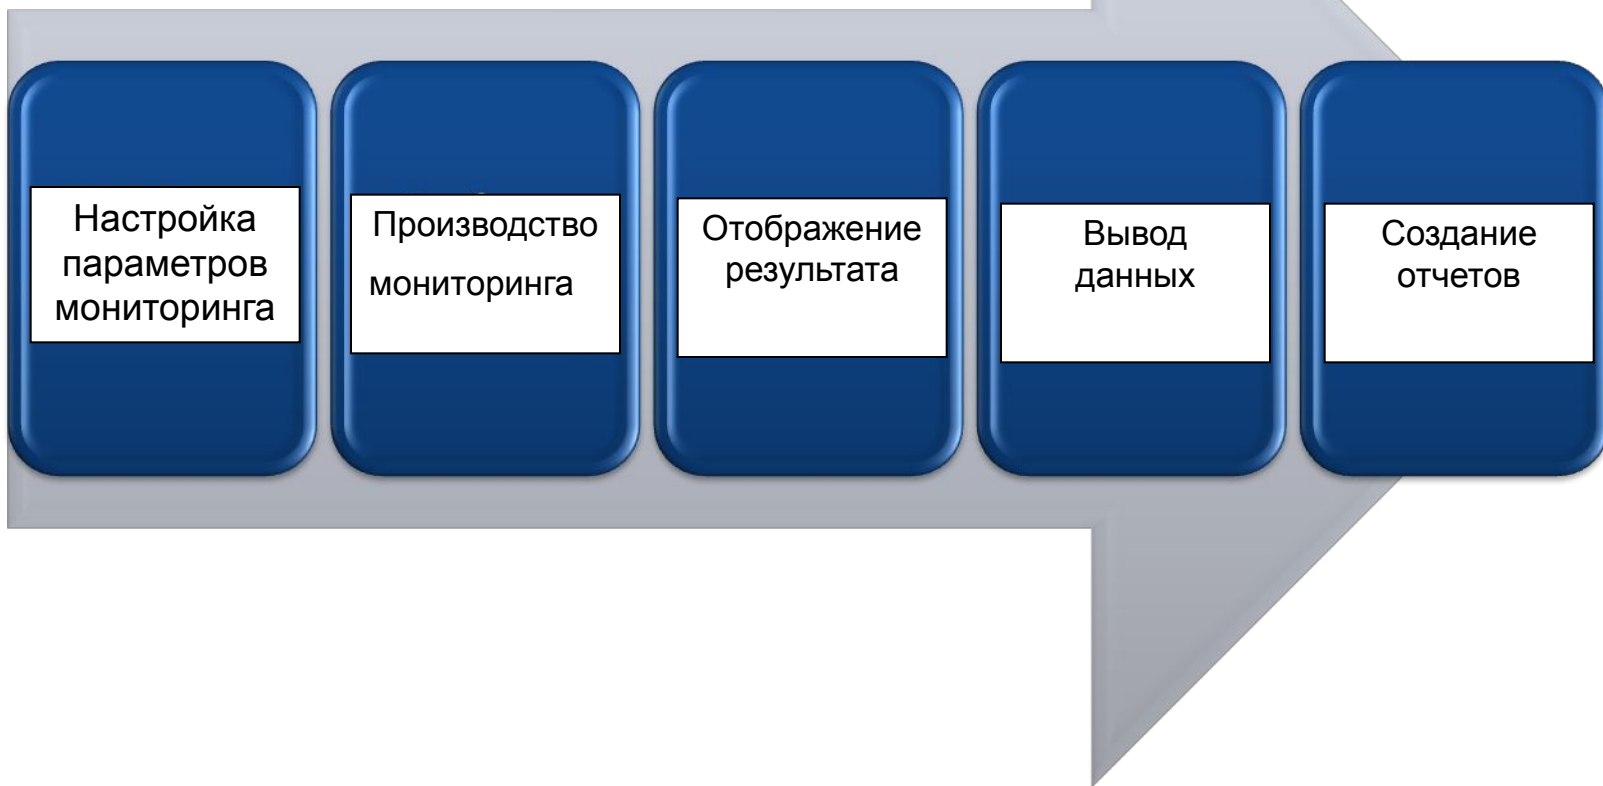 Настройка
параметров
мониторинга
Производство
мониторинга
Отображение
результата
Вывод
данных
Создание
отчетов